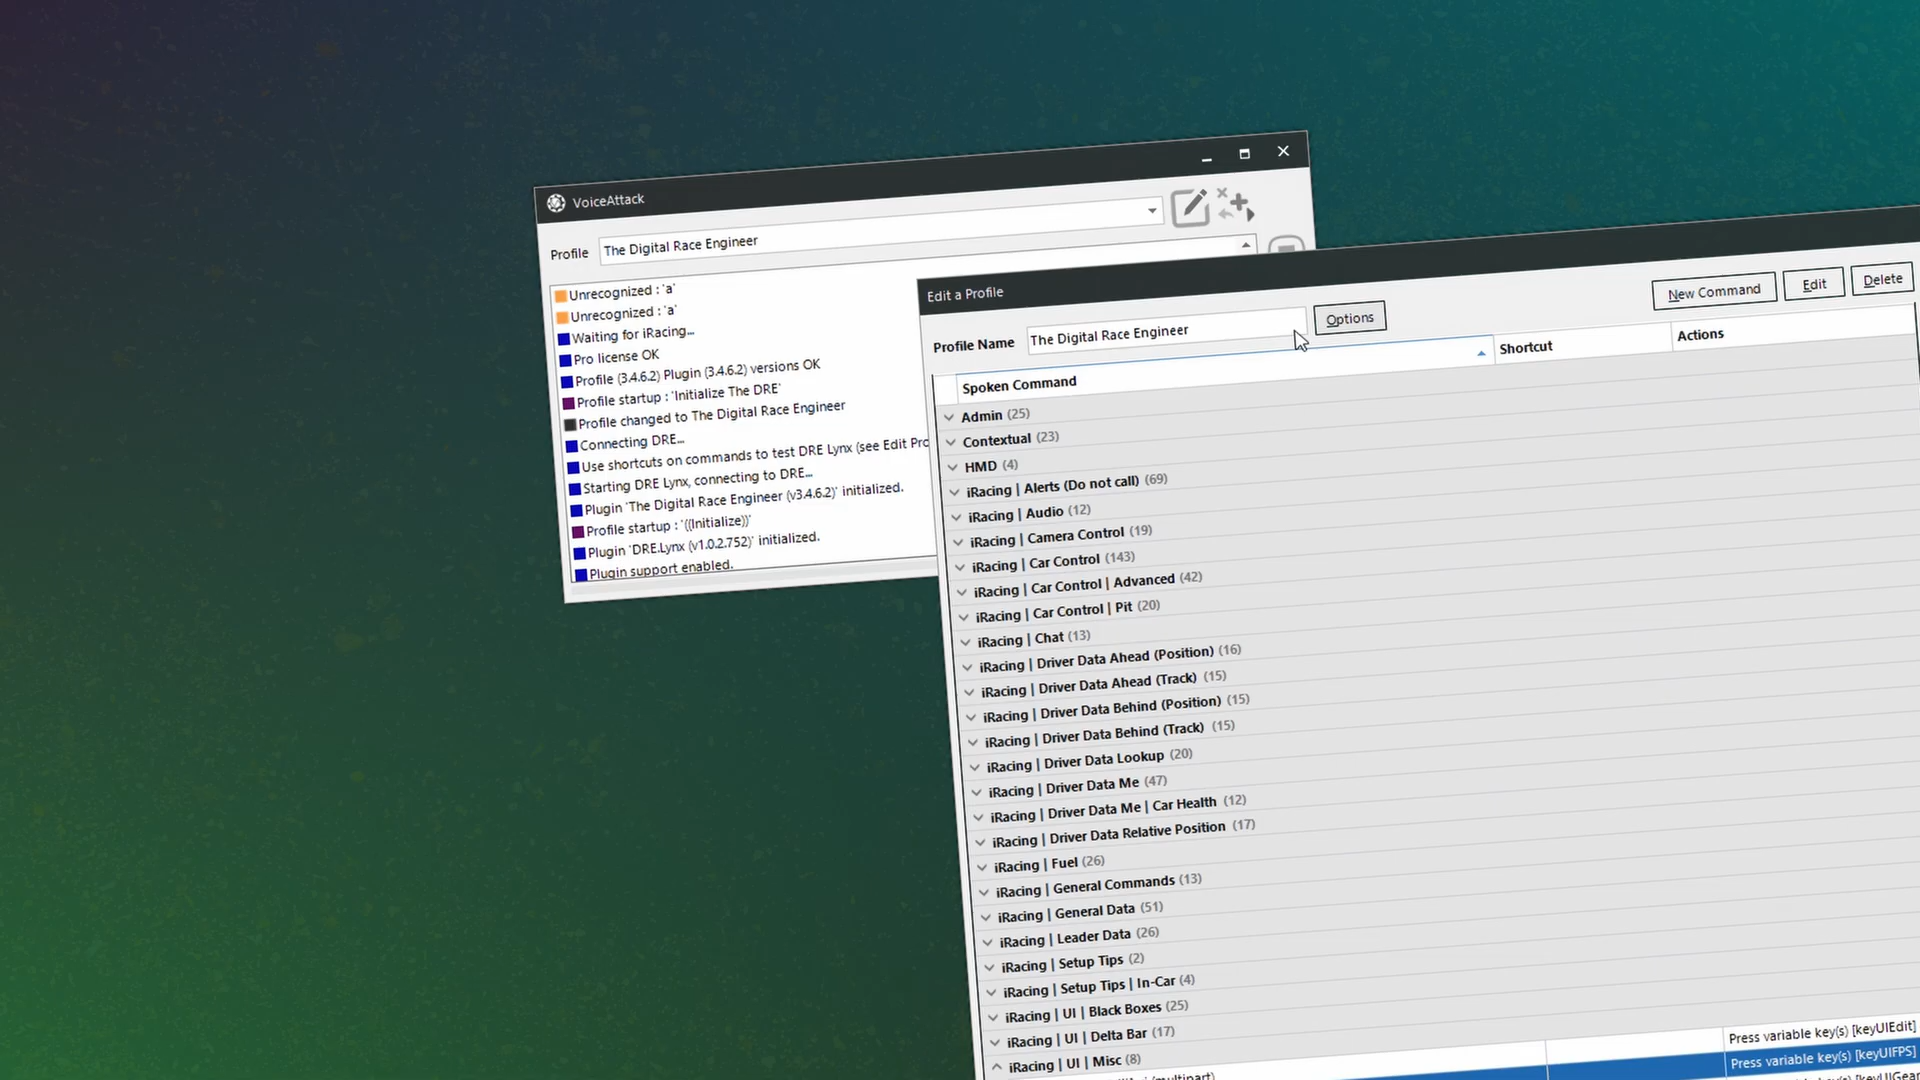 VoiceAttack
Profile
The Digital Race Engineer
Unrecognized : 'a'
Unrecognized : 'a'
Waiting for iRacing...
Pro license OK
Profile (3.4.6.2) Plugin (3.4.6.2) versions OK
Profile startup : 'Initialize The DRE'
Profile changed to The Digital Race Engineer
Connecting DRE...
Use shortcuts on commands to test DRE Lynx (see Edit Pro
Starting DRE Lynx, connecting to DRE...
Plugin 'The Digital Race Engineer (v3.4.6.2)' initialized.
Profile startup : '((Initialize))'
Plugin 'DRE.Lynx (v1.0.2.752)' initialized.
Plugin support enabled.
Edit a Profile
Profile Name
The Digital Race Engineer
Options
New Command
Edit
Delete
Spoken Command
Shortcut
Actions
Admin (25)
Contextual (23)
HMD (4)
iRacing | Alerts (Do not call) (69)
iRacing | Audio (12)
iRacing | Camera Control (19)
iRacing | Car Control (143)
iRacing | Car Control | Advanced (42)
iRacing | Car Control | Pit (20)
iRacing | Chat (13)
iRacing | Driver Data Ahead (Position) (16)
iRacing | Driver Data Ahead (Track) (15)
iRacing | Driver Data Behind (Position) (15)
iRacing | Driver Data Behind (Track) (15)
iRacing | Driver Data Lookup (20)
iRacing | Driver Data Me (47)
iRacing | Driver Data Me | Car Health (12)
iRacing | Driver Data Relative Position (17)
iRacing | Fuel (26)
iRacing | General Commands (13)
iRacing | General Data (51)
iRacing | Leader Data (26)
iRacing | Setup Tips (2)
iRacing | Setup Tips | In-Car (4)
iRacing | UI | Black Boxes (25)
iRacing | UI | Delta Bar (17)
iRacing | UI | Misc (8)
Press variable key(s) [keyUIEdit]
Press variable key(s) [keyUIFPS]
(multipart)